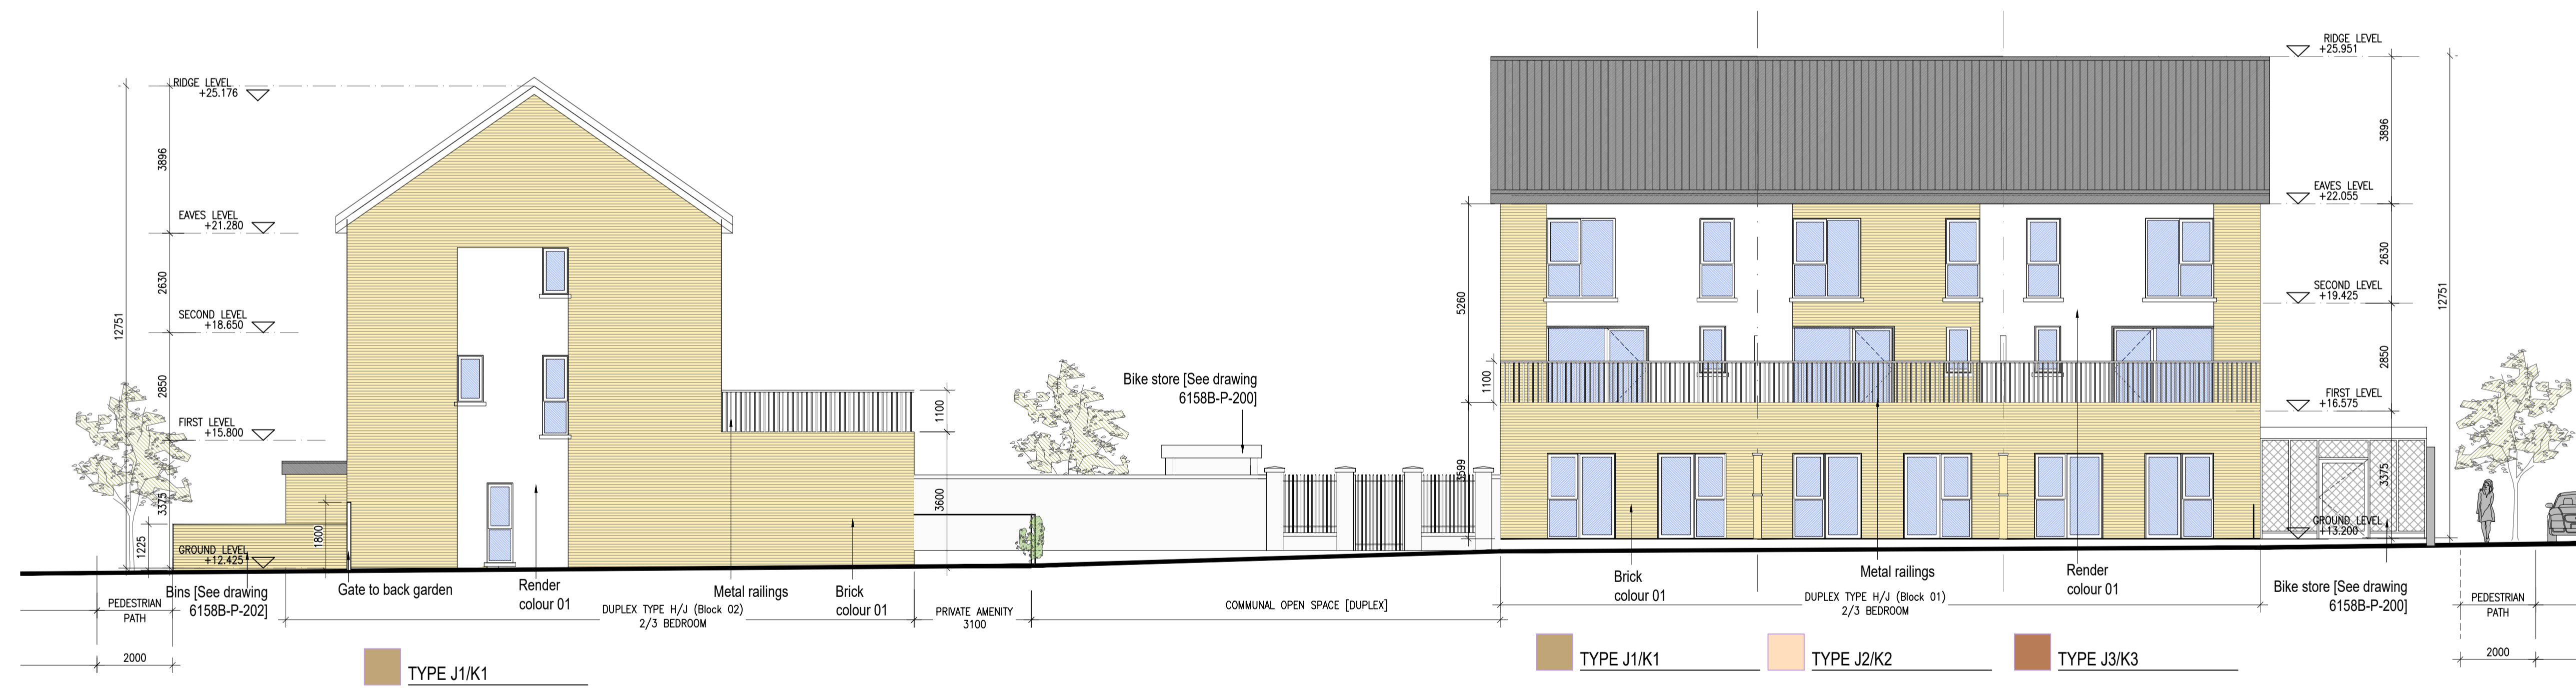 RIDGE LEVEL
+25.176
3896
EAVES LEVEL
+21.280
2630
12751
SECOND LEVEL
+18.650
2850
FIRST LEVEL
+15.800
3375
1225
1800
GROUND LEVEL
+12.425
PEDESTRIAN
PATH
2000
Bins [See drawing
6158B-P-202]
Gate to back garden
Render
colour 01
Metal railings
Brick
colour 01
1100
3600
DUPLEX TYPE H/J (Block 02)
2/3 BEDROOM
PRIVATE AMENITY
3100
COMMUNAL OPEN SPACE [DUPLEX]
TYPE J1/K1
Bike store [See drawing
6158B-P-200]
5260
1100
3599
RIDGE LEVEL
+25.951
3896
EAVES LEVEL
+22.055
2630
12751
SECOND LEVEL
+19.425
2850
FIRST LEVEL
+16.575
3375
GROUND LEVEL
+13.200
Brick
colour 01
Metal railings
Render
colour 01
DUPLEX TYPE H/J (Block 01)
2/3 BEDROOM
Bike store [See drawing
6158B-P-200]
PEDESTRIAN
PATH
2000
TYPE J1/K1
TYPE J2/K2
TYPE J3/K3